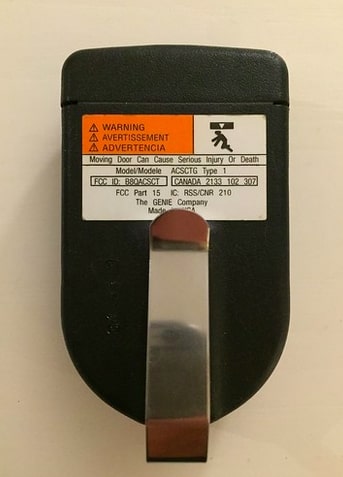 WARNING
AVERTISSEMENT
ADVERTENCIA
Moving Door Can Cause Serious Injury Or Death
Model/Modele ACSCTG Type 1
FCC ID: B8QACSCT CANADA 2133 102 307
FCC Part 15 IC: RSS/CNR 210
The GENIE Company
Made